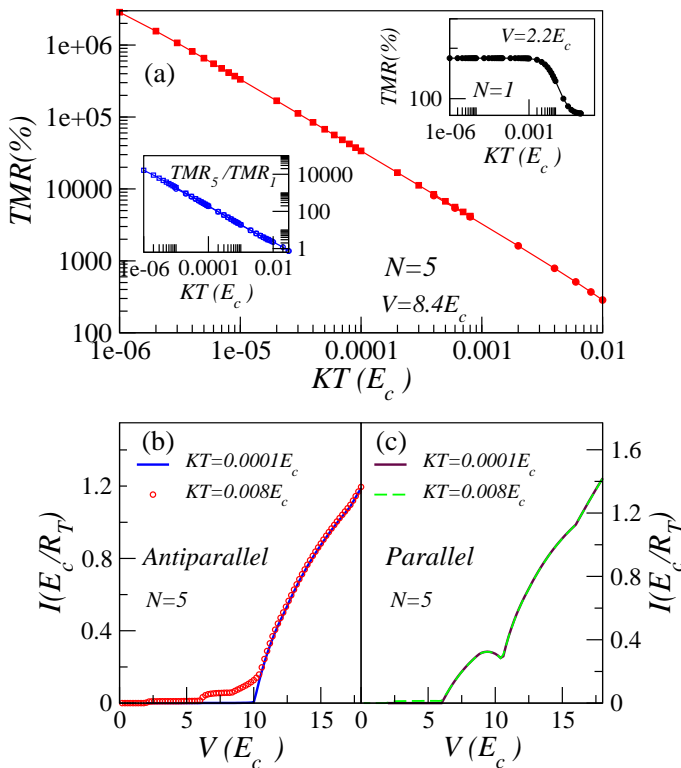 (a)
TMR(%)
1e+06
1e+05
10000
1000
100
1e-06
1e-05
0.0001
0.001
0.01
KT (E_c )
N=5
V=8.4E_c
V=2.2E_c
N=1
TMR(%)
100
1e-06
0.001
KT (E_c )
TMR_5 /TMR_1
10000
100
1
1e-06
0.0001
0.01
KT (E_c )
(b)
KT=0.0001E_c
KT=0.008E_c
Antiparallel
N=5
I(E_c/R_T)
1.2
0.8
0.4
0
0 5 10 15
V (E_c )
(c)
KT=0.0001E_c
KT=0.008E_c
Parallel
N=5
I(E_c/R_T)
1.6
1.2
0.8
0.4
0
0 5 10 15
V (E_c )